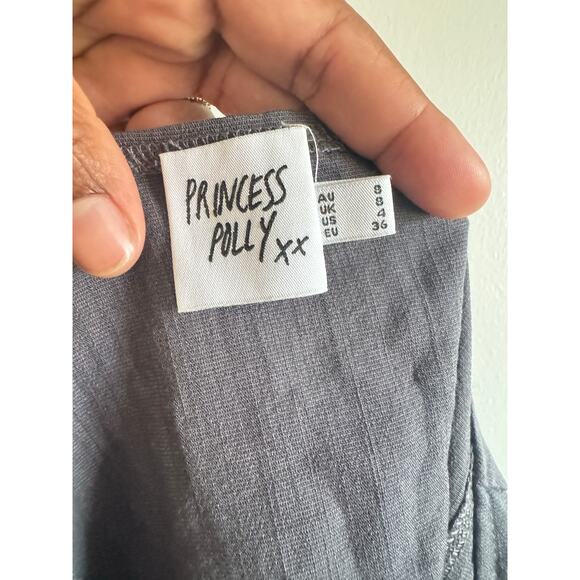 PRINCESS
POLLY xx
AU 8
UK 8
US 4
EU 36